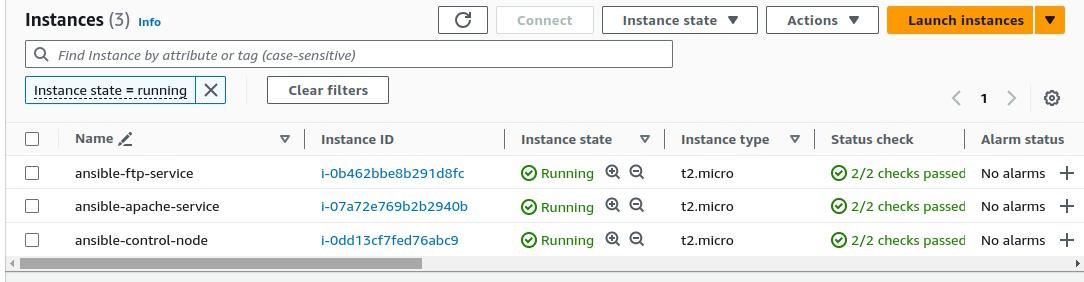 Instances (3) Info Connect Instance state Actions Launch instances
Find Instance by attribute or tag (case-sensitive)
Instance state = running Clear filters
1
Name Instance ID Instance state Instance type Status check Alarm status
ansible-ftp-service i-0b462bbe8b291d8fc Running t2.micro 2/2 checks passed No alarms
ansible-apache-service i-07a72e769b2b2940b Running t2.micro 2/2 checks passed No alarms
ansible-control-node i-0dd13cf7fed76abc9 Running t2.micro 2/2 checks passed No alarms